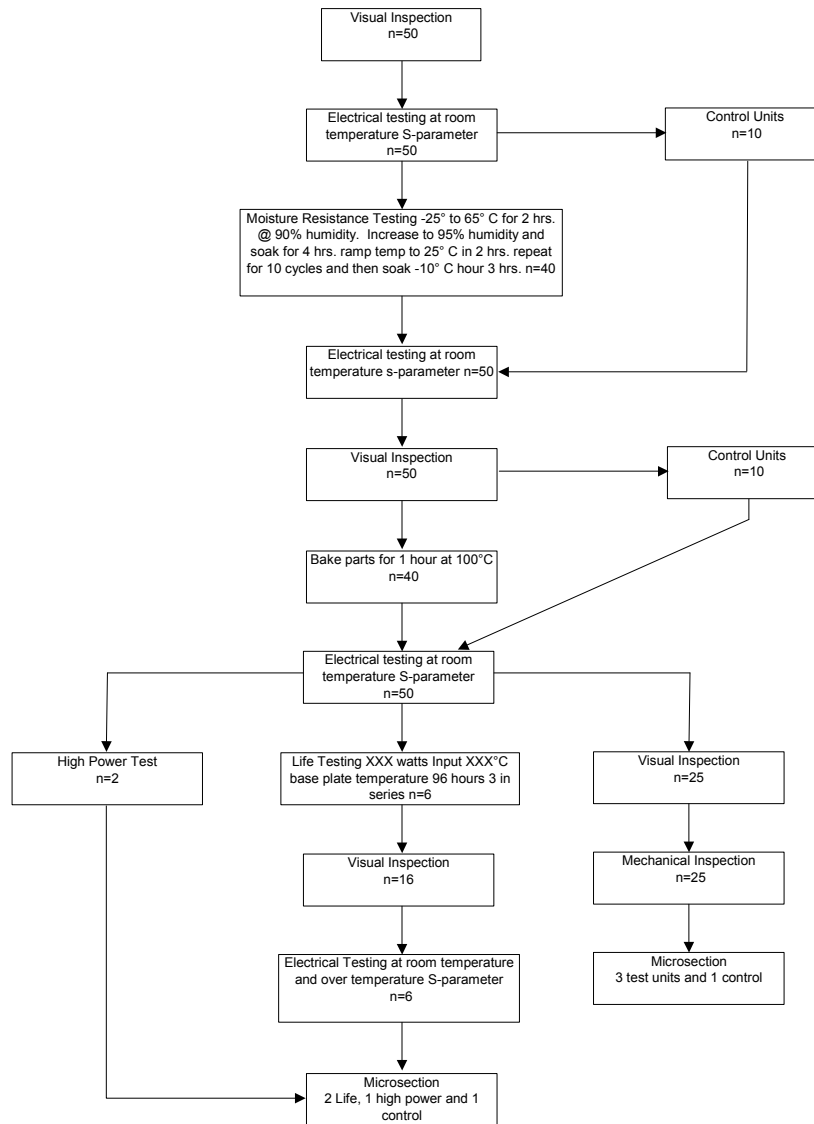 Visual Inspection
n=50
Electrical testing at room
temperature S-parameter
n=50
Control Units
n=10
Moisture Resistance Testing -25° to 65° C for 2 hrs.
@ 90% humidity. Increase to 95% humidity and
soak for 4 hrs. ramp temp to 25° C in 2 hrs. repeat
for 10 cycles and then soak -10° C hour 3 hrs. n=40
Electrical testing at room
temperature s-parameter n=50
Visual Inspection
n=50
Control Units
n=10
Bake parts for 1 hour at 100°C
n=40
Electrical testing at room
temperature S-parameter
n=50
High Power Test
n=2
Life Testing XXX watts Input XXX°C
base plate temperature 96 hours 3 in
series n=6
Visual Inspection
n=25
Visual Inspection
n=16
Mechanical Inspection
n=25
Electrical Testing at room temperature
and over temperature S-parameter
n=6
Microsection
3 test units and 1 control
Microsection
2 Life, 1 high power and 1
control